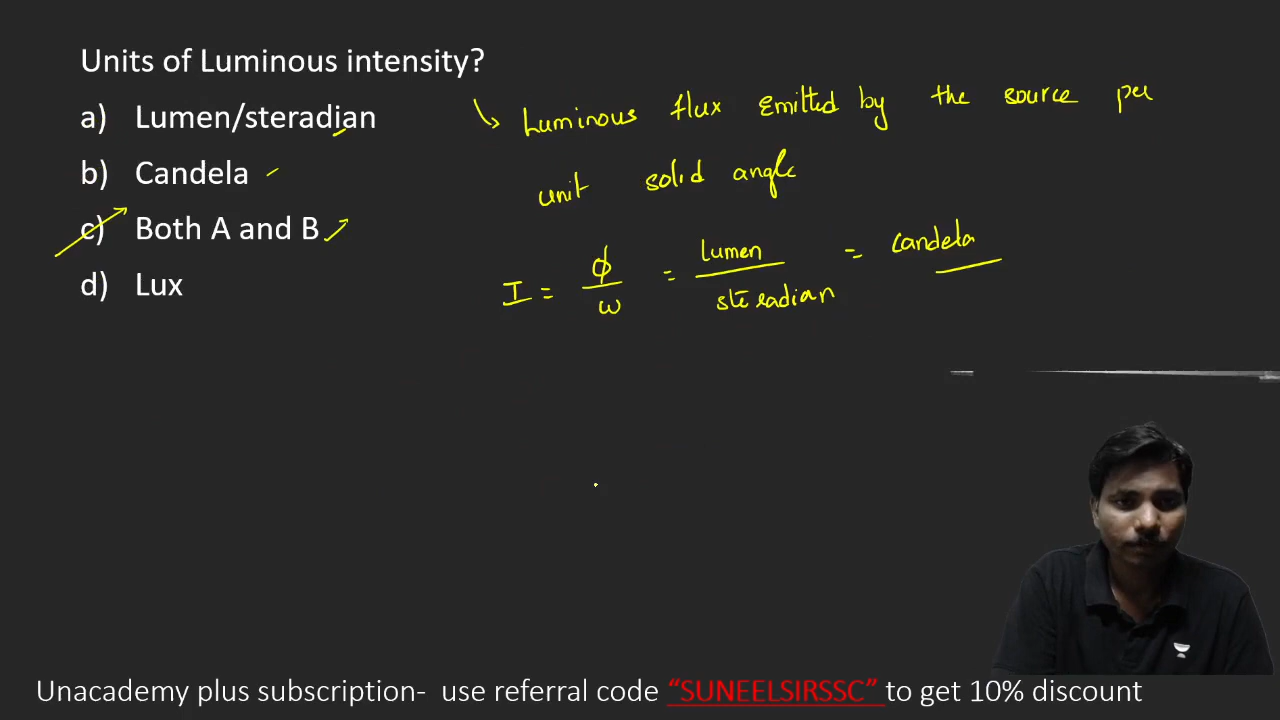 Units of Luminous intensity?
a) Lumen/steradian
b) Candela
c) Both A and B
d) Lux
Luminous flux Emitted by the source per
unit solid angle
I = ϕ/ω = lumen/steradian = candela
Unacademy plus subscription- use referral code “SUNEELSIRSSC” to get 10% discount